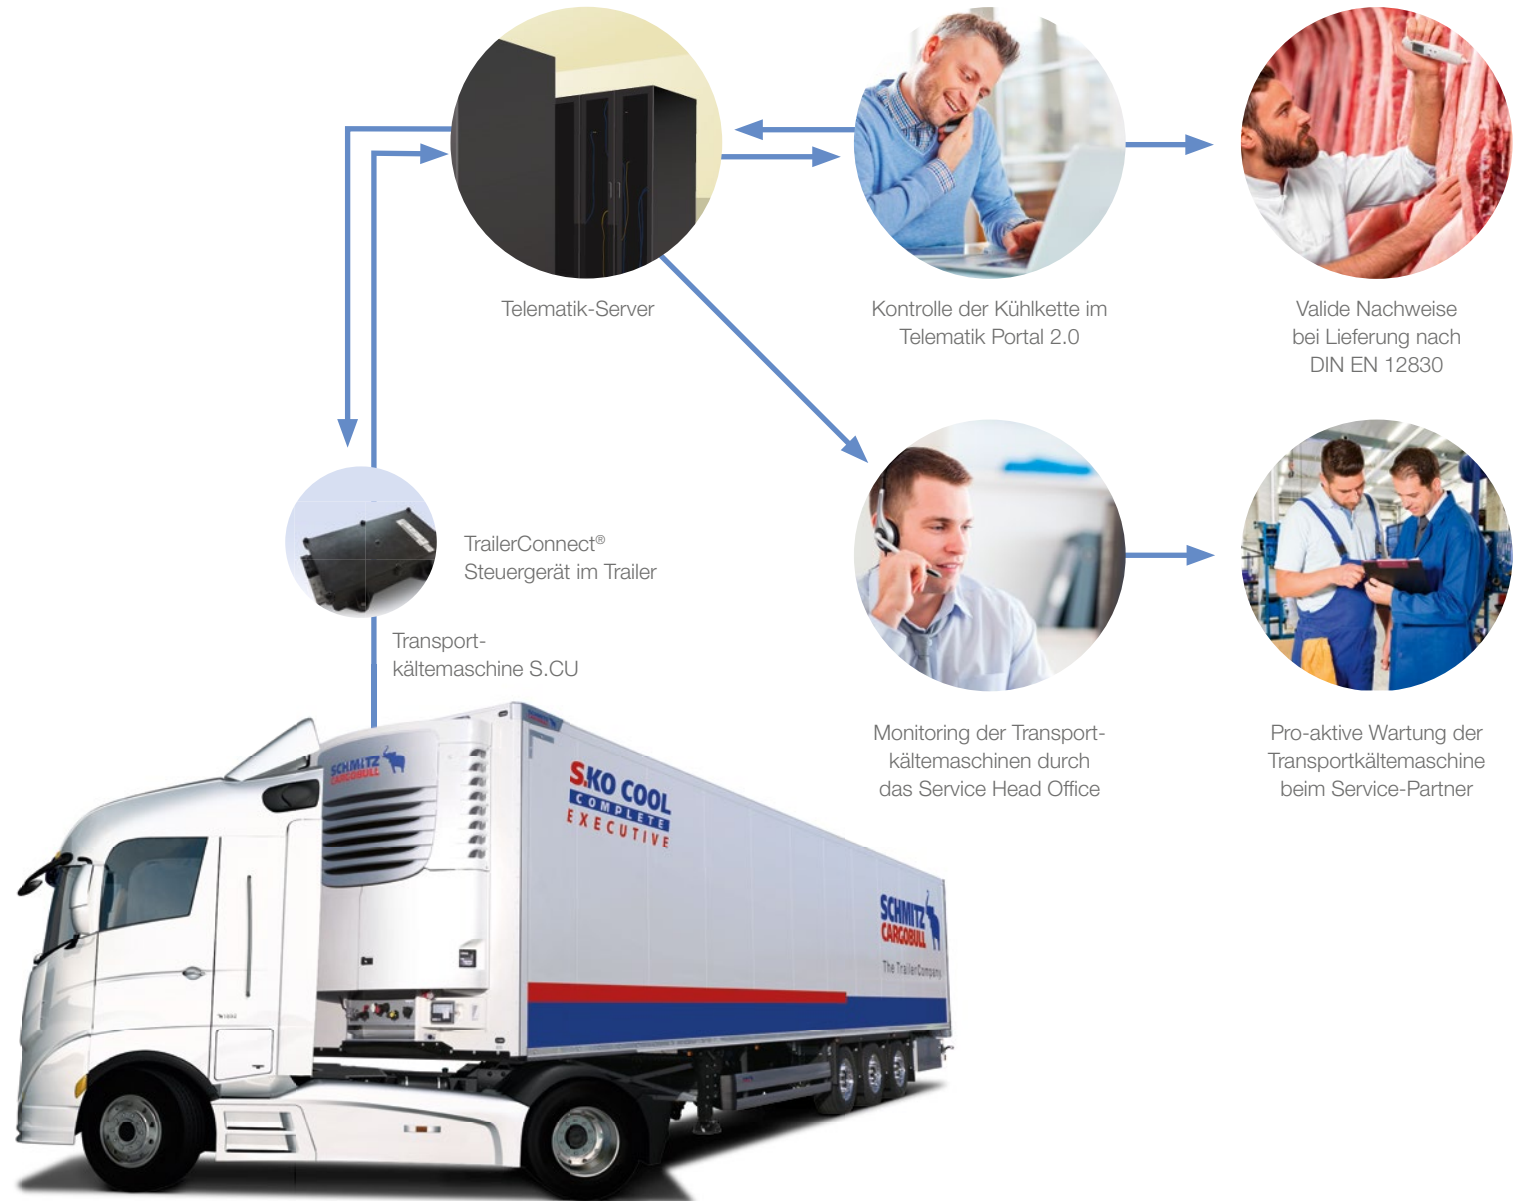 Telematik-Server
Kontrolle der Kühlkette im
Telematik Portal 2.0
Valide Nachweise
bei Lieferung nach
DIN EN 12830
TrailerConnect®
Steuergerät im Trailer
Transport-
kältemaschine S.CU
Monitoring der Transport-
kältemaschinen durch
das Service Head Office
Pro-aktive Wartung der
Transportkältemaschine
beim Service-Partner
SCHMITZ
CARGOBULL
S.KO COOL
COMPLETE
EXECUTIVE
SCHMITZ
CARGOBULL
The TrailerCompany.